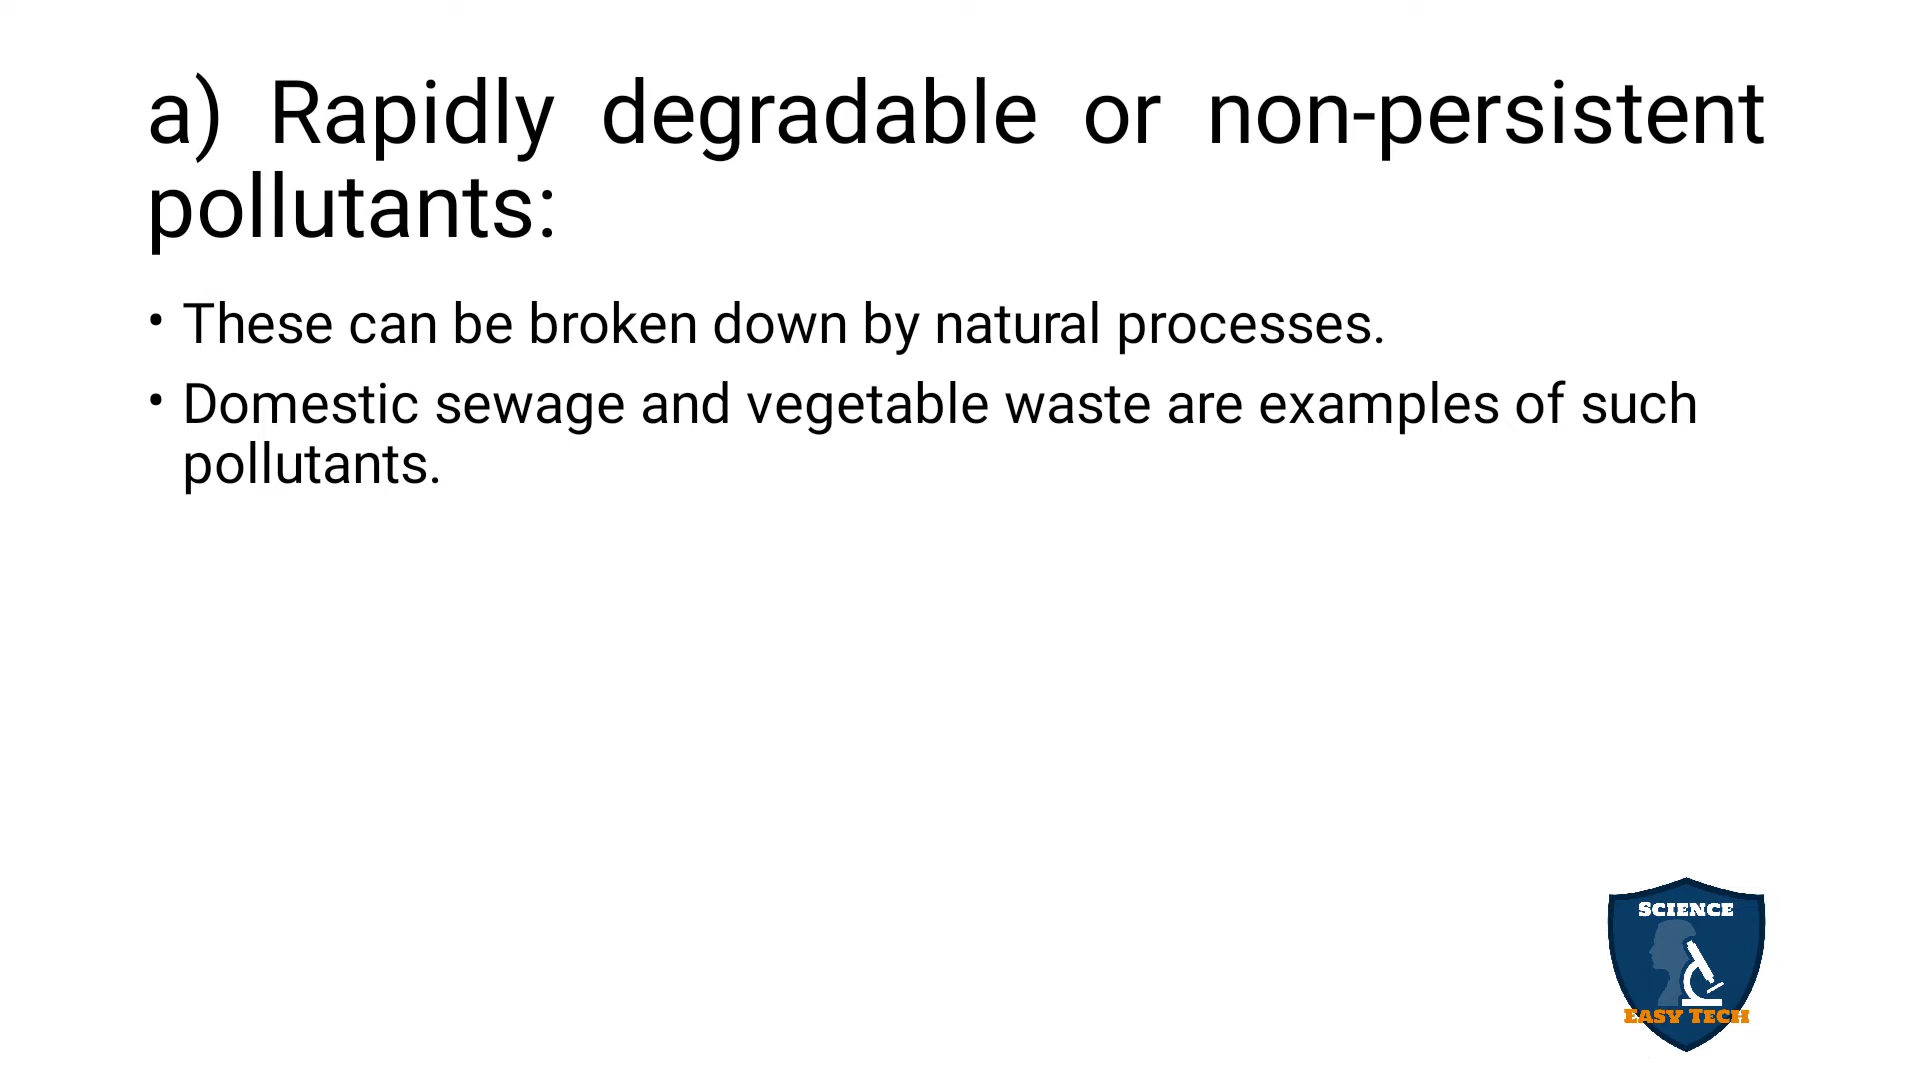 a) Rapidly degradable or non-persistent
pollutants:
• These can be broken down by natural processes.
• Domestic sewage and vegetable waste are examples of such
pollutants.
SCIENCE
EASY TECH